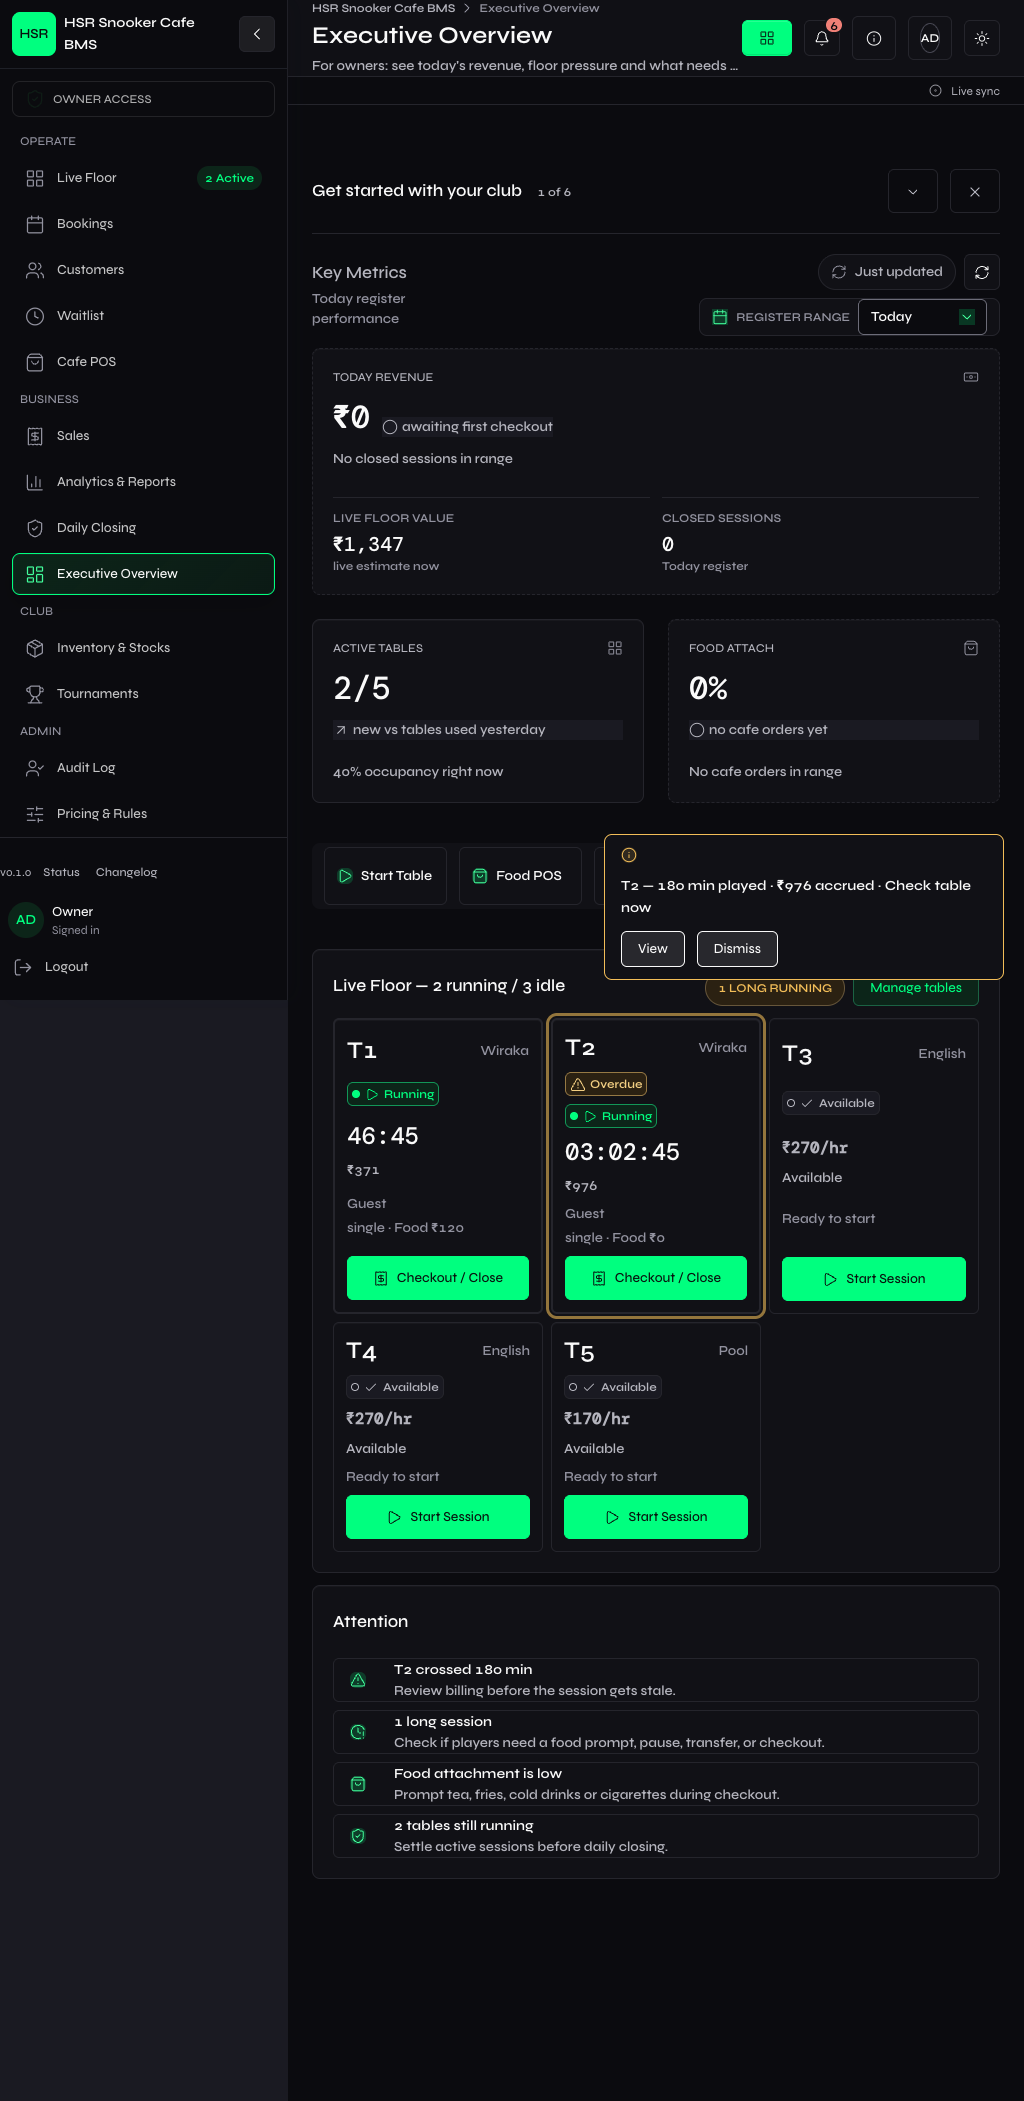 HSR
HSR Snooker Cafe
BMS
OWNER ACCESS
OPERATE
Live Floor
2 Active
Bookings
Customers
Waitlist
Cafe POS
BUSINESS
Sales
Analytics & Reports
Daily Closing
Executive Overview
CLUB
Inventory & Stocks
Tournaments
ADMIN
Audit Log
Pricing & Rules
v0.1.0 Status Changelog
AD
Owner
Signed in
Logout
HSR Snooker Cafe BMS > Executive Overview
Executive Overview
For owners: see today's revenue, floor pressure and what needs ...
6
AD
Live sync
Get started with your club 1 of 6
Key Metrics
Today register
performance
Just updated
REGISTER RANGE Today
TODAY REVENUE
₹0 awaiting first checkout
No closed sessions in range
LIVE FLOOR VALUE
₹1,347
live estimate now
CLOSED SESSIONS
0
Today register
ACTIVE TABLES
2/5
new vs tables used yesterday
40% occupancy right now
FOOD ATTACH
0%
no cafe orders yet
No cafe orders in range
Start Table
Food POS
T2 — 180 min played · ₹976 accrued · Check table
now
View
Dismiss
Live Floor — 2 running / 3 idle
1 LONG RUNNING
Manage tables
T1 Wiraka
Running
46:45
₹371
Guest
single · Food ₹120
Checkout / Close
T2 Wiraka
Overdue
Running
03:02:45
₹976
Guest
single · Food ₹0
Checkout / Close
T3 English
Available
₹270/hr
Available
Ready to start
Start Session
T4 English
Available
₹270/hr
Available
Ready to start
Start Session
T5 Pool
Available
₹170/hr
Available
Ready to start
Start Session
Attention
T2 crossed 180 min
Review billing before the session gets stale.
1 long session
Check if players need a food prompt, pause, transfer, or checkout.
Food attachment is low
Prompt tea, fries, cold drinks or cigarettes during checkout.
2 tables still running
Settle active sessions before daily closing.